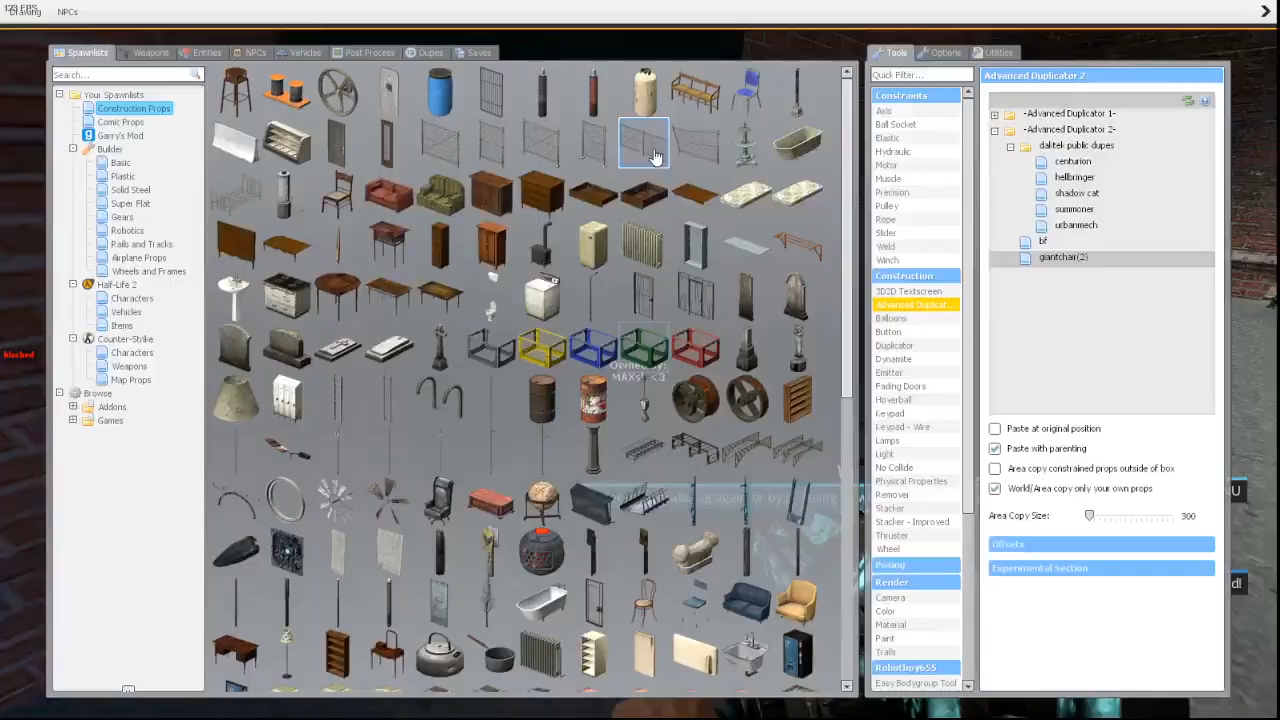 Drawing NPCs
Spawnlists Weapons Entities NPCs Vehicles Post Process Dupes Saves
Search...
Your Spawnlists
Construction Props
Comic Props
Garry's Mod
Builder
Basic
Plastic
Solid Steel
Super Flat
Gears
Robotics
Rails and Tracks
Airplane Props
Wheels and Frames
Half-Life 2
Characters
Vehicles
Items
Counter-Strike
Characters
Weapons
Map Props
Browse
Addons
Games
blocked
Owned by:
Tools Options Utilities
Quick Filter...
Constraints
Axis
Ball Socket
Elastic
Hydraulic
Motor
Muscle
Precision
Pulley
Rope
Slider
Weld
Winch
Construction
3D2D Textscreen
Advanced Duplicat...
Balloons
Button
Duplicator
Dynamite
Emitter
Fading Doors
Hoverball
Keypad
Keypad - Wire
Lamps
Light
No Collide
Physical Properties
Remover
Stacker
Stacker - Improved
Thruster
Wheel
Posing
Render
Camera
Color
Material
Paint
Trails
Robotboy655
Easy Bodygroup Tool
Advanced Duplicator 2
-Advanced Duplicator 1-
-Advanced Duplicator 2-
daktek public dupes
centurion
hellbringer
shadow cat
summoner
urbanmech
bf
giantchair(2)
Paste at original position
Paste with parenting
Area copy constrained props outside of box
World/Area copy only your own props
Area Copy Size: 300
Offsets
Experimental Section
U
d!